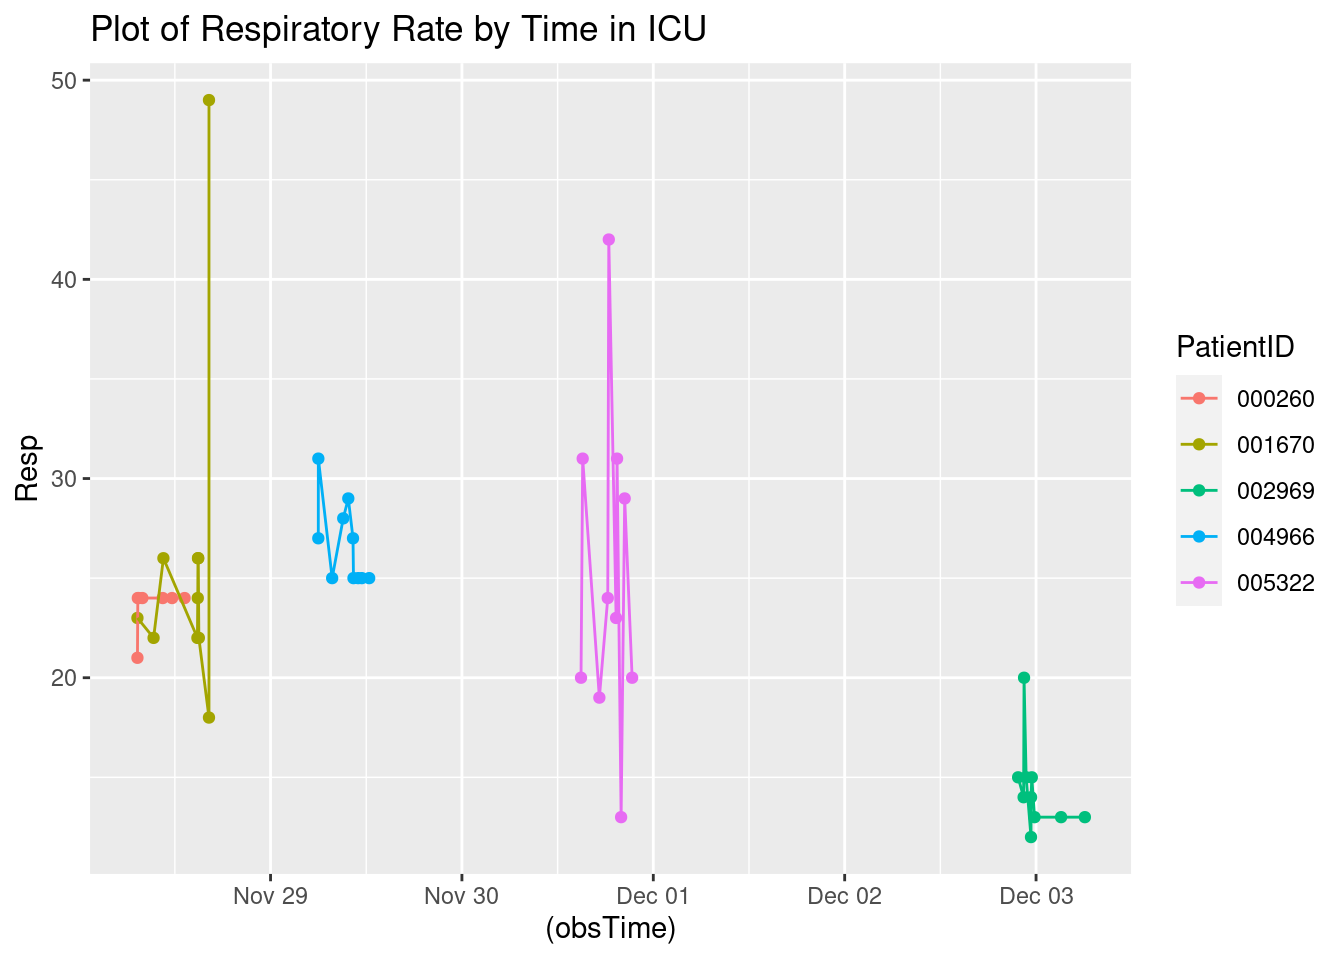 Plot of Respiratory Rate by Time in ICU
50
40
30
20
Resp
Nov 29
Nov 30
Dec 01
Dec 02
Dec 03
(obsTime)
PatientID
000260
001670
002969
004966
005322